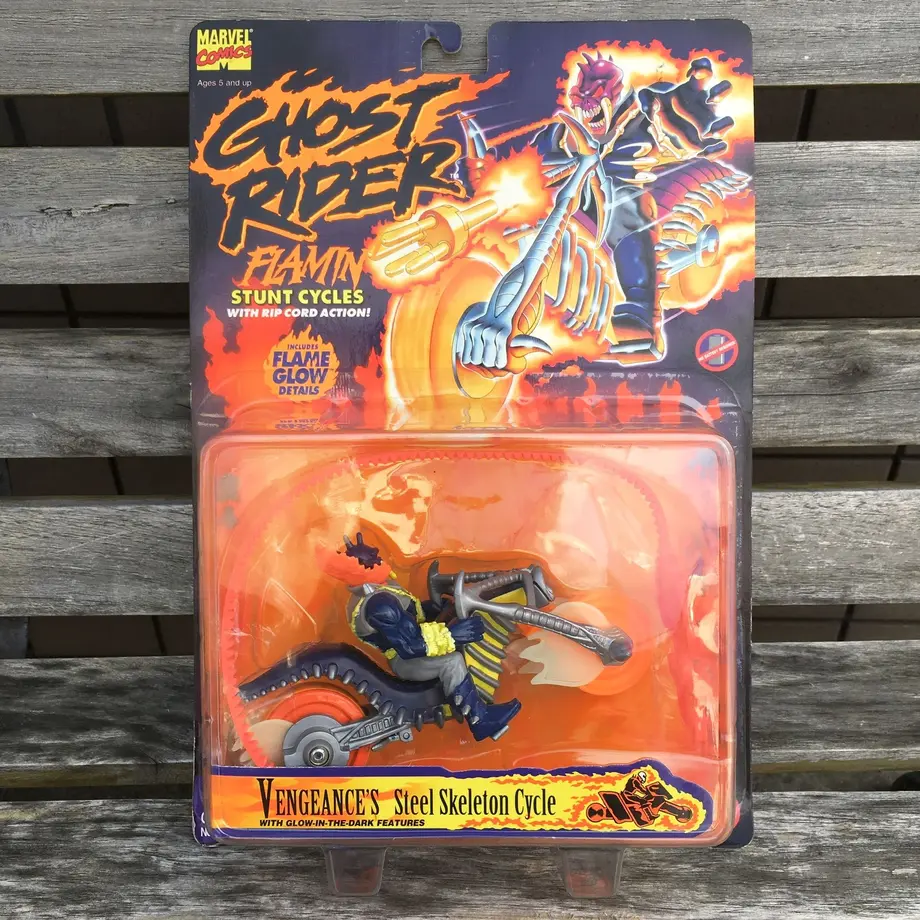 MARVEL
COMICS
M
Ages 5 and up
GHOST
RIDER™
FLAMIN
STUNT CYCLES
WITH RIP CORD ACTION!
INCLUDES
FLAME
GLOW
DETAILS
VENGEANCE'S Steel Skeleton Cycle
WITH GLOW-IN-THE-DARK FEATURES